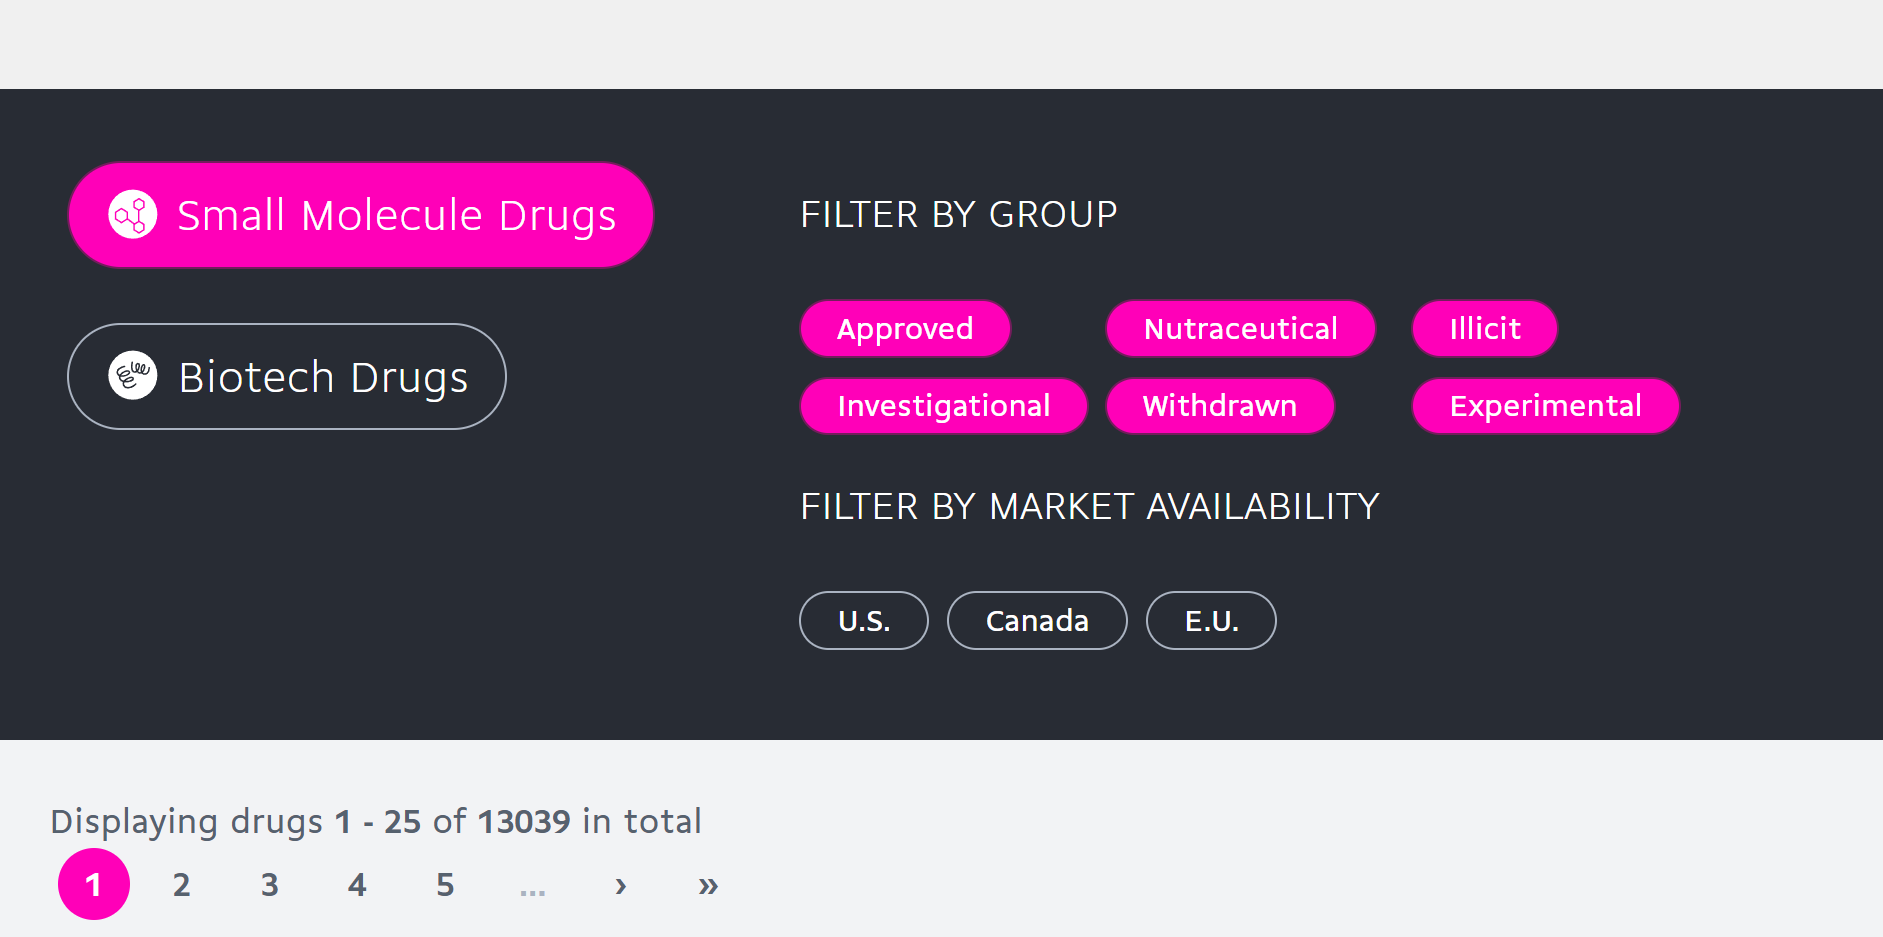 Small Molecule Drugs
Biotech Drugs
FILTER BY GROUP
Approved Nutraceutical Illicit
Investigational Withdrawn Experimental
FILTER BY MARKET AVAILABILITY
U.S. Canada E.U.
Displaying drugs 1 - 25 of 13039 in total
1 2 3 4 5 ... › »